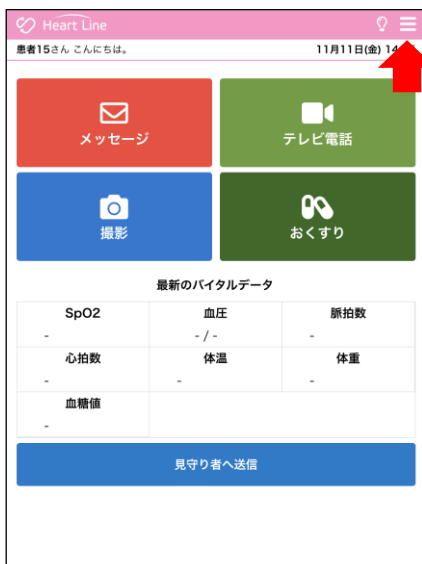 Heart Line
患者15さん こんにちは。
11月11日(金) 14
メッセージ
テレビ電話
撮影
おくすり
最新のバイタルデータ
SpO2 血圧 脈拍数
- - / - -
心拍数 体温 体重
- - -
血糖値
-
見守り者へ送信